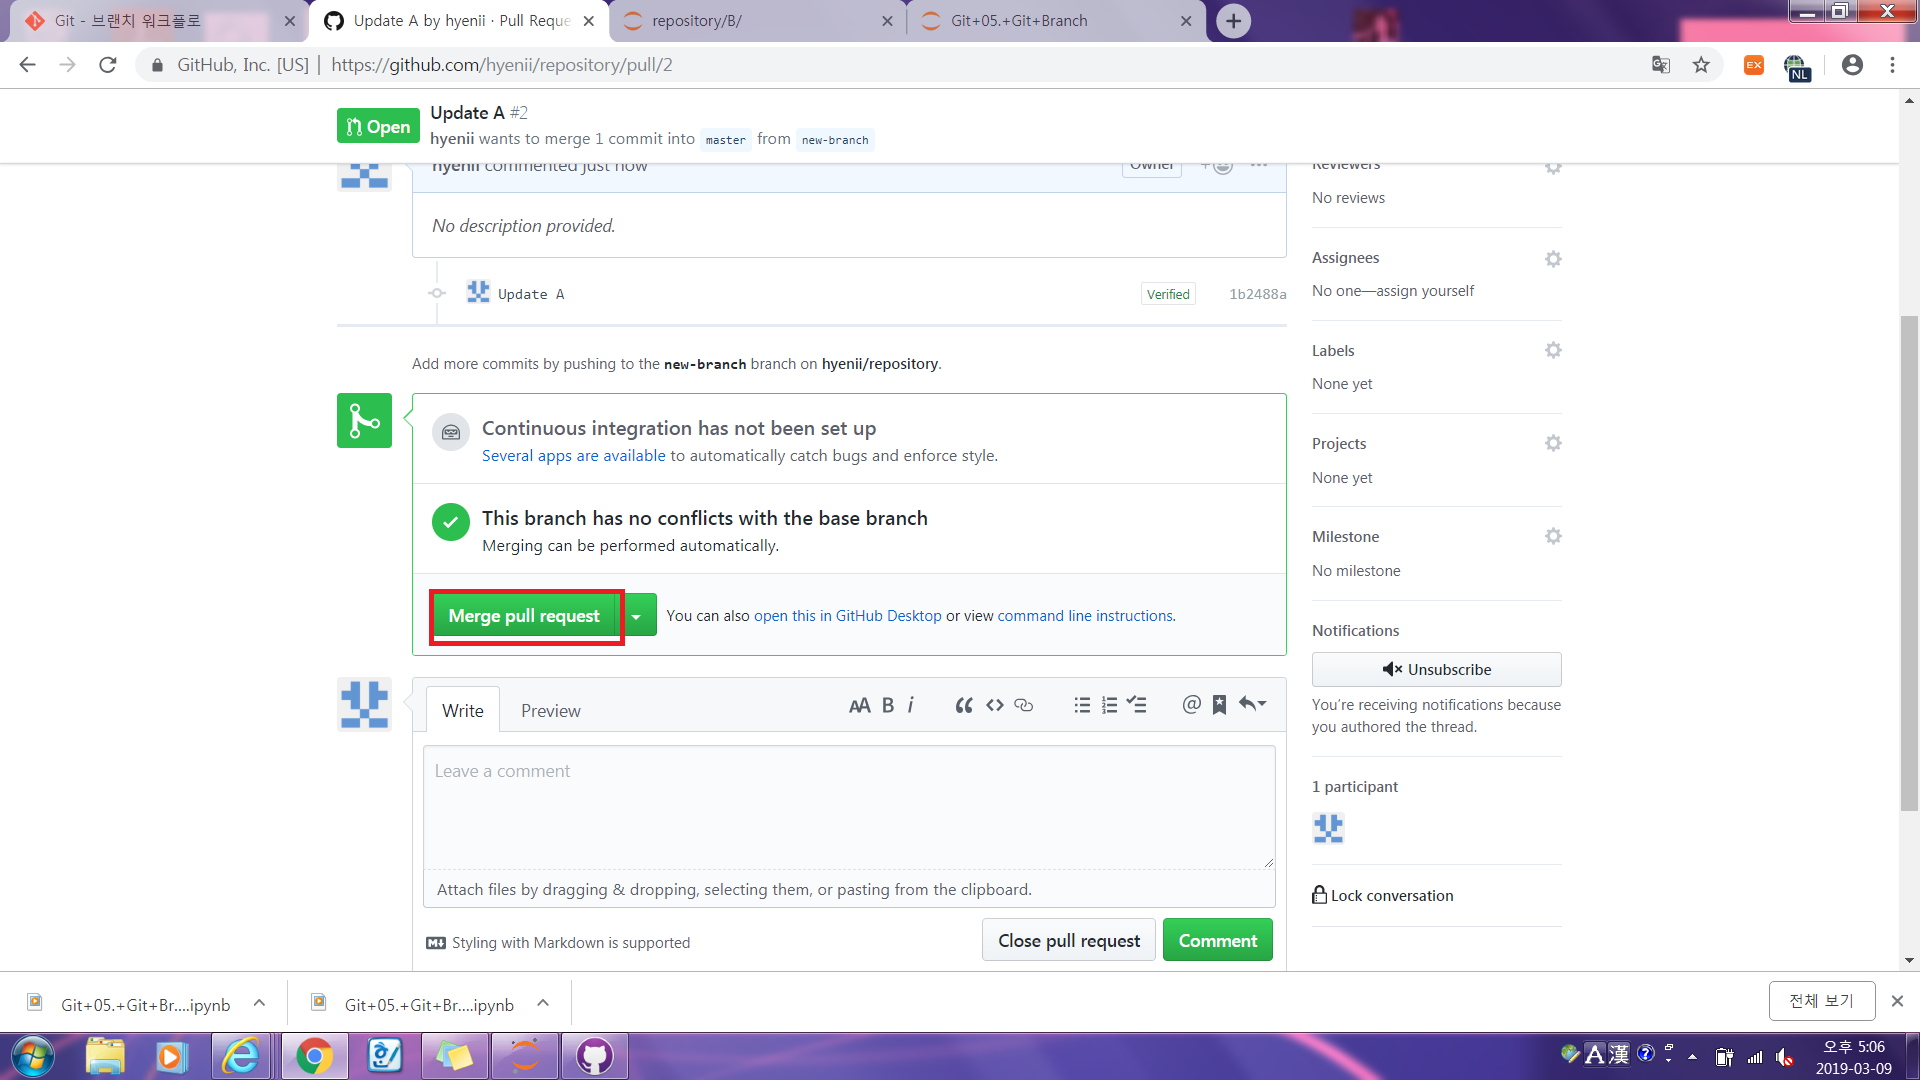 Git - 브랜치 워크플로
Update A by hyenii · Pull Reque
repository/B/
Git+05.+Git+Branch
GitHub, Inc. [US] | https://github.com/hyenii/repository/pull/2
EX
NL
Open
Update A #2
hyenii wants to merge 1 commit into master from new-branch
hyenii commented just now
Owner
No description provided.
Update A
Verified
1b2488a
Add more commits by pushing to the new-branch branch on hyenii/repository.
Continuous integration has not been set up
Several apps are available to automatically catch bugs and enforce style.
This branch has no conflicts with the base branch
Merging can be performed automatically.
Merge pull request
You can also open this in GitHub Desktop or view command line instructions.
Write
Preview
AA B i
Leave a comment
Attach files by dragging & dropping, selecting them, or pasting from the clipboard.
Styling with Markdown is supported
Close pull request
Comment
Reviewers
No reviews
Assignees
No one—assign yourself
Labels
None yet
Projects
None yet
Milestone
No milestone
Notifications
Unsubscribe
You're receiving notifications because
you authored the thread.
1 participant
Lock conversation
Git+05.+Git+Br....ipynb
Git+05.+Git+Br....ipynb
전체 보기
A 漢
오후 5:06
2019-03-09